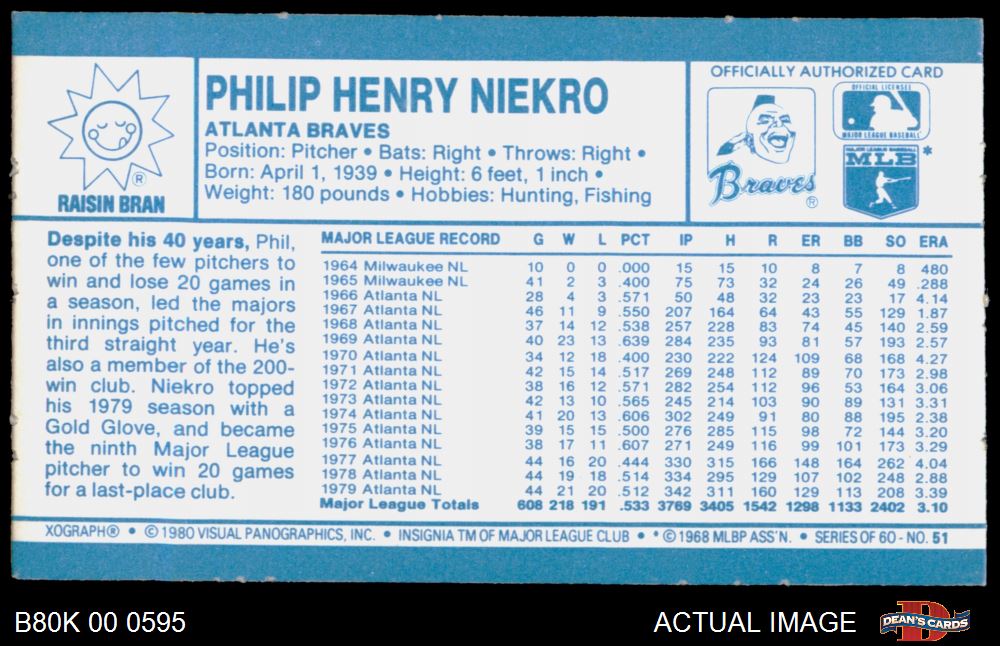 RAISIN BRAN
®
PHILIP HENRY NIEKRO
ATLANTA BRAVES
Position: Pitcher • Bats: Right • Throws: Right •
Born: April 1, 1939 • Height: 6 feet, 1 inch •
Weight: 180 pounds • Hobbies: Hunting, Fishing
OFFICIALLY AUTHORIZED CARD
Braves®
OFFICIAL LICENSEE
MAJOR LEAGUE BASEBALL
MAJOR LEAGUE BASEBALL
MLB *
Despite his 40 years, Phil,
one of the few pitchers to
win and lose 20 games in
a season, led the majors
in innings pitched for the
third straight year. He's
also a member of the 200-
win club. Niekro topped
his 1979 season with a
Gold Glove, and became
the ninth Major League
pitcher to win 20 games
for a last-place club.
MAJOR LEAGUE RECORD G W L PCT IP H R ER BB SO ERA
1964 Milwaukee NL 10 0 0 .000 15 15 10 8 7 8 480
1965 Milwaukee NL 41 2 3 .400 75 73 32 24 26 49 .288
1966 Atlanta NL 28 4 3 .571 50 48 32 23 23 17 4.14
1967 Atlanta NL 46 11 9 .550 207 164 64 43 55 129 1.87
1968 Atlanta NL 37 14 12 .538 257 228 83 74 45 140 2.59
1969 Atlanta NL 40 23 13 .639 284 235 93 81 57 193 2.57
1970 Atlanta NL 34 12 18 .400 230 222 124 109 68 168 4.27
1971 Atlanta NL 42 15 14 .517 269 248 112 89 70 173 2.98
1972 Atlanta NL 38 16 12 .571 282 254 112 96 53 164 3.06
1973 Atlanta NL 42 13 10 .565 245 214 103 90 89 131 3.31
1974 Atlanta NL 41 20 13 .606 302 249 91 80 88 195 2.38
1975 Atlanta NL 39 15 15 .500 276 285 115 98 72 144 3.20
1976 Atlanta NL 38 17 11 .607 271 249 116 99 101 173 3.29
1977 Atlanta NL 44 16 20 .444 330 315 166 148 164 262 4.04
1978 Atlanta NL 44 19 18 .514 334 295 129 107 102 248 2.88
1979 Atlanta NL 44 21 20 .512 342 311 160 129 113 208 3.39
Major League Totals 608 218 191 .533 3769 3405 1542 1298 1133 2402 3.10
XOGRAPH® • © 1980 VISUAL PANOGRAPHICS, INC. • INSIGNIA TM OF MAJOR LEAGUE CLUB • * © 1968 MLBP ASS'N. • SERIES OF 60 - NO. 51
B80K 00 0595
ACTUAL IMAGE
D
DEAN'S CARDS